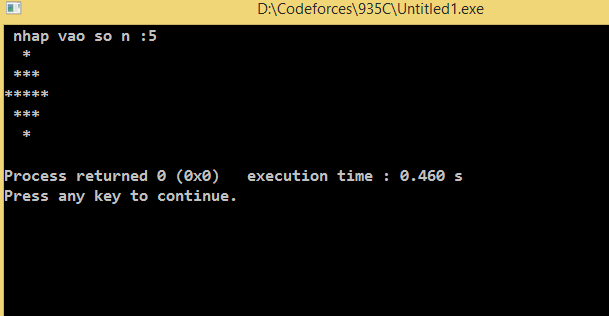 D:\Codeforces\935C\Untitled1.exe
 nhap vao so n :5
  *
 ***
*****
 ***
  *

Process returned 0 (0x0)   execution time : 0.460 s
Press any key to continue.